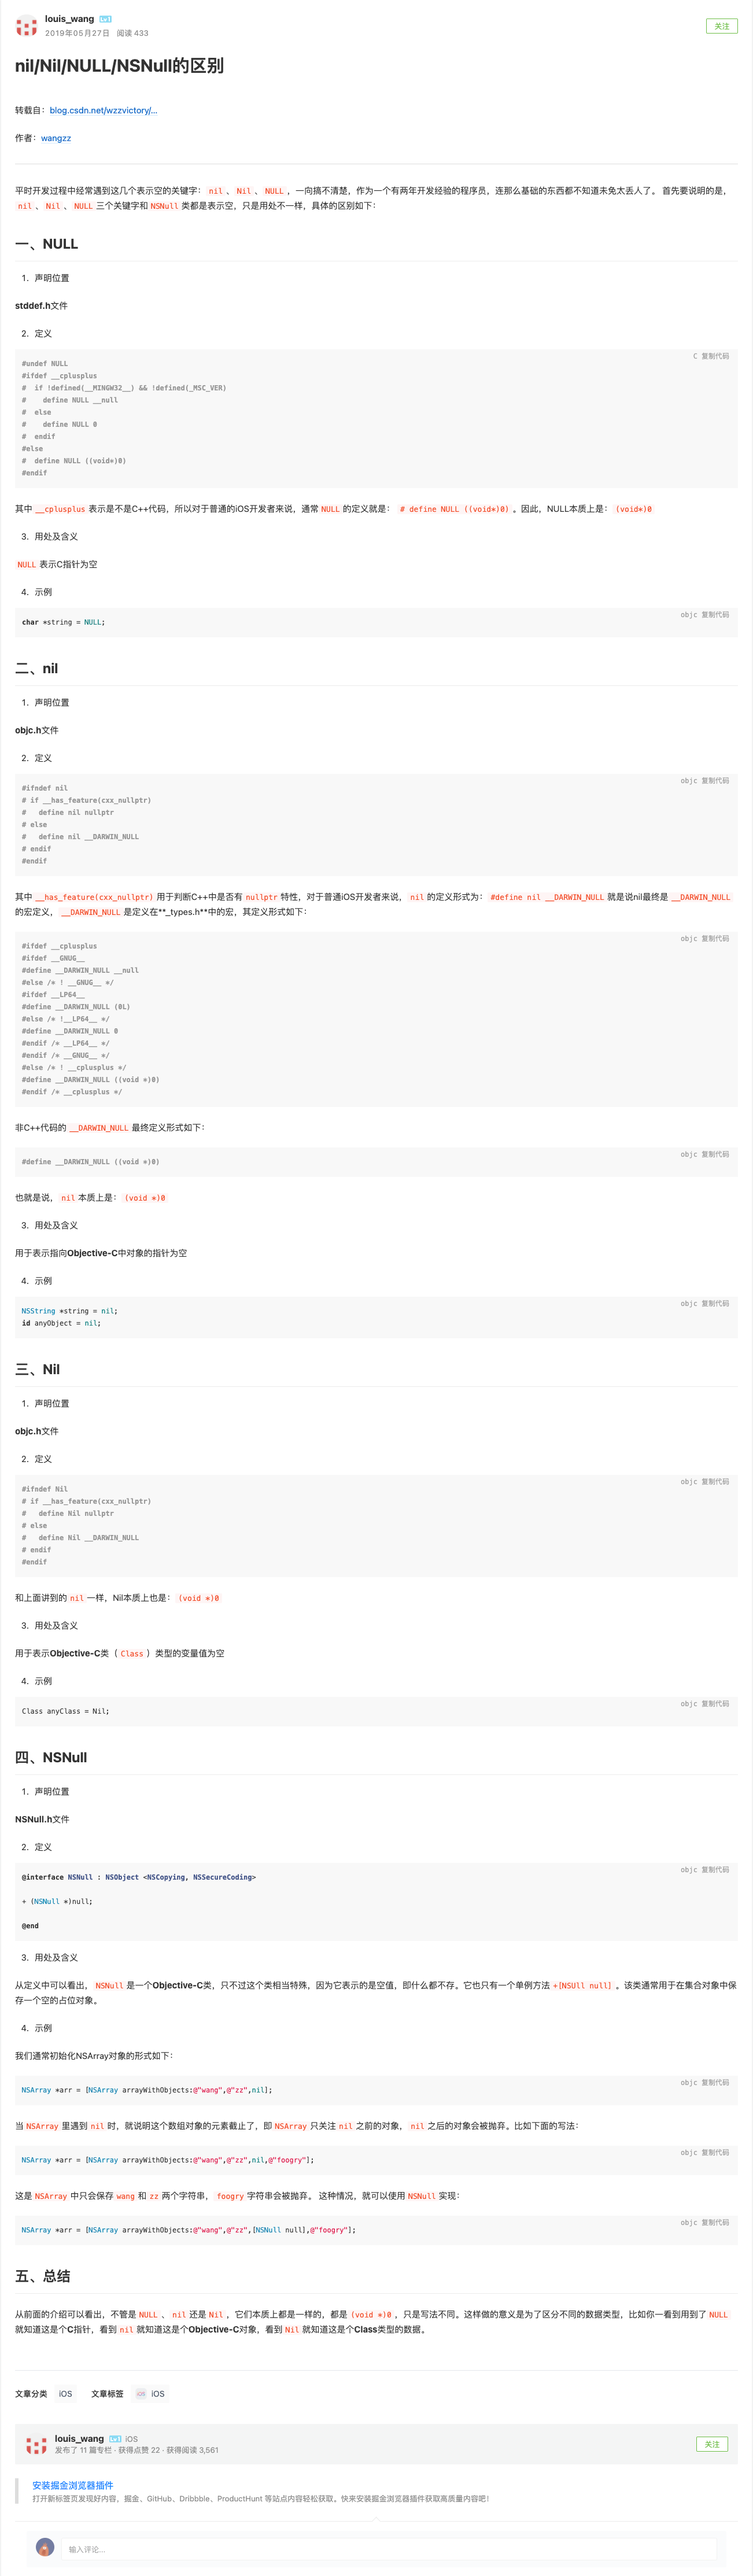 louis_wang
2019年05月27日 阅读 433
关注
nil/Nil/NULL/NSNull的区别
转载自：blog.csdn.net/wzzvictory/...
作者：wangzz
平时开发过程中经常遇到这几个表示空的关键字：nil、Nil、NULL，一向搞不清楚，作为一个有两年开发经验的程序员，连那么基础的东西都不知道未免太丢人了。 首先要说明的是，
nil、Nil、NULL三个关键字和NSNull类都是表示空，只是用处不一样，具体的区别如下：
一、NULL
1. 声明位置
stddef.h文件
2. 定义
C 复制代码
#undef NULL
#ifdef __cplusplus
#  if !defined(__MINGW32__) && !defined(_MSC_VER)
#    define NULL __null
#  else
#    define NULL 0
#  endif
#else
#  define NULL ((void*)0)
#endif
其中__cplusplus表示是不是C++代码，所以对于普通的iOS开发者来说，通常NULL的定义就是： # define NULL ((void*)0)。因此，NULL本质上是：(void*)0
3. 用处及含义
NULL表示C指针为空
4. 示例
objc 复制代码
char *string = NULL;
二、nil
1. 声明位置
objc.h文件
2. 定义
objc 复制代码
#ifndef nil
# if __has_feature(cxx_nullptr)
#   define nil nullptr
# else
#   define nil __DARWIN_NULL
# endif
#endif
其中__has_feature(cxx_nullptr)用于判断C++中是否有nullptr特性，对于普通iOS开发者来说，nil的定义形式为：#define nil __DARWIN_NULL就是说nil最终是__DARWIN_NULL
的宏定义，__DARWIN_NULL是定义在**_types.h**中的宏，其定义形式如下：
objc 复制代码
#ifdef __cplusplus
#ifdef __GNUG__
#define __DARWIN_NULL __null
#else /* ! __GNUG__ */
#ifdef __LP64__
#define __DARWIN_NULL (0L)
#else /* !__LP64__ */
#define __DARWIN_NULL 0
#endif /* __LP64__ */
#endif /* __GNUG__ */
#else /* ! __cplusplus */
#define __DARWIN_NULL ((void *)0)
#endif /* __cplusplus */
非C++代码的__DARWIN_NULL最终定义形式如下：
objc 复制代码
#define __DARWIN_NULL ((void *)0)
也就是说，nil本质上是：(void *)0
3. 用处及含义
用于表示指向Objective-C中对象的指针为空
4. 示例
objc 复制代码
NSString *string = nil;
id anyObject = nil;
三、Nil
1. 声明位置
objc.h文件
2. 定义
objc 复制代码
#ifndef Nil
# if __has_feature(cxx_nullptr)
#   define Nil nullptr
# else
#   define Nil __DARWIN_NULL
# endif
#endif
和上面讲到的nil一样，Nil本质上也是：(void *)0
3. 用处及含义
用于表示Objective-C类（Class）类型的变量值为空
4. 示例
objc 复制代码
Class anyClass = Nil;
四、NSNull
1. 声明位置
NSNull.h文件
2. 定义
objc 复制代码
@interface NSNull : NSObject <NSCopying, NSSecureCoding>
+ (NSNull *)null;
@end
3. 用处及含义
从定义中可以看出，NSNull是一个Objective-C类，只不过这个类相当特殊，因为它表示的是空值，即什么都不存。它也只有一个单例方法+[NSUll null]。该类通常用于在集合对象中保
存一个空的占位对象。
4. 示例
我们通常初始化NSArray对象的形式如下：
objc 复制代码
NSArray *arr = [NSArray arrayWithObjects:@"wang",@"zz",nil];
当NSArray里遇到nil时，就说明这个数组对象的元素截止了，即NSArray只关注nil之前的对象，nil之后的对象会被抛弃。比如下面的写法：
objc 复制代码
NSArray *arr = [NSArray arrayWithObjects:@"wang",@"zz",nil,@"foogry"];
这是NSArray中只会保存wang和zz两个字符串，foogry字符串会被抛弃。 这种情况，就可以使用NSNull实现：
objc 复制代码
NSArray *arr = [NSArray arrayWithObjects:@"wang",@"zz",[NSNull null],@"foogry"];
五、总结
从前面的介绍可以看出，不管是NULL、nil还是Nil，它们本质上都是一样的，都是(void *)0，只是写法不同。这样做的意义是为了区分不同的数据类型，比如你一看到用到了NULL
就知道这是个C指针，看到nil就知道这是个Objective-C对象，看到Nil就知道这是个Class类型的数据。
文章分类 iOS 文章标签 iOS iOS
louis_wang iOS
发布了 11 篇专栏 · 获得点赞 22 · 获得阅读 3,561
关注
安装掘金浏览器插件
打开新标签页发现好内容，掘金、GitHub、Dribbble、ProductHunt 等站点内容轻松获取。快来安装掘金浏览器插件获取高质量内容吧！
输入评论...